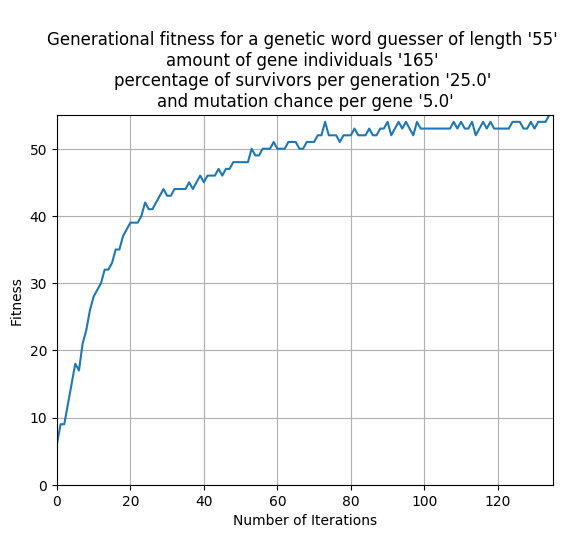 Generational fitness for a genetic word guesser of length '55'
amount of gene individuals '165'
percentage of survivors per generation '25.0'
and mutation chance per gene '5.0'
50
40
30
20
10
0
Fitness
0 20 40 60 80 100 120
Number of Iterations